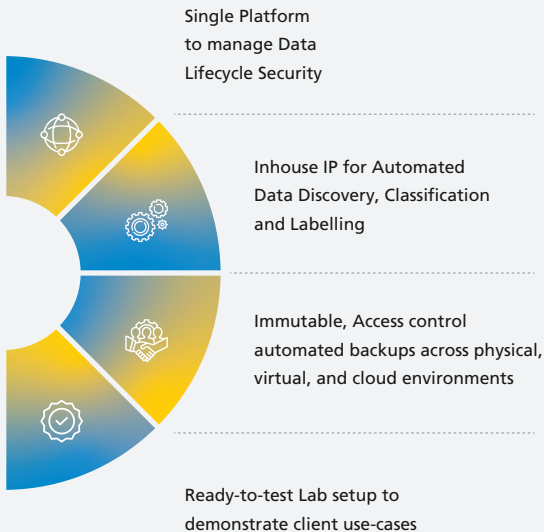 Single Platform
to manage Data
Lifecycle Security
Inhouse IP for Automated
Data Discovery, Classification
and Labelling
Immutable, Access control
automated backups across physical,
virtual, and cloud environments
Ready-to-test Lab setup to
demonstrate client use-cases